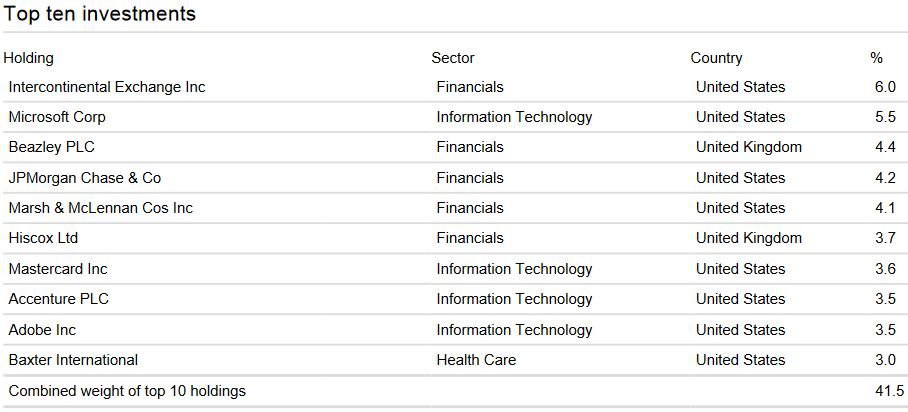 Top ten investments
Holding Sector Country %
Intercontinental Exchange Inc Financials United States 6.0
Microsoft Corp Information Technology United States 5.5
Beazley PLC Financials United Kingdom 4.4
JPMorgan Chase & Co Financials United States 4.2
Marsh & McLennan Cos Inc Financials United States 4.1
Hiscox Ltd Financials United Kingdom 3.7
Mastercard Inc Information Technology United States 3.6
Accenture PLC Information Technology United States 3.5
Adobe Inc Information Technology United States 3.5
Baxter International Health Care United States 3.0
Combined weight of top 10 holdings 41.5